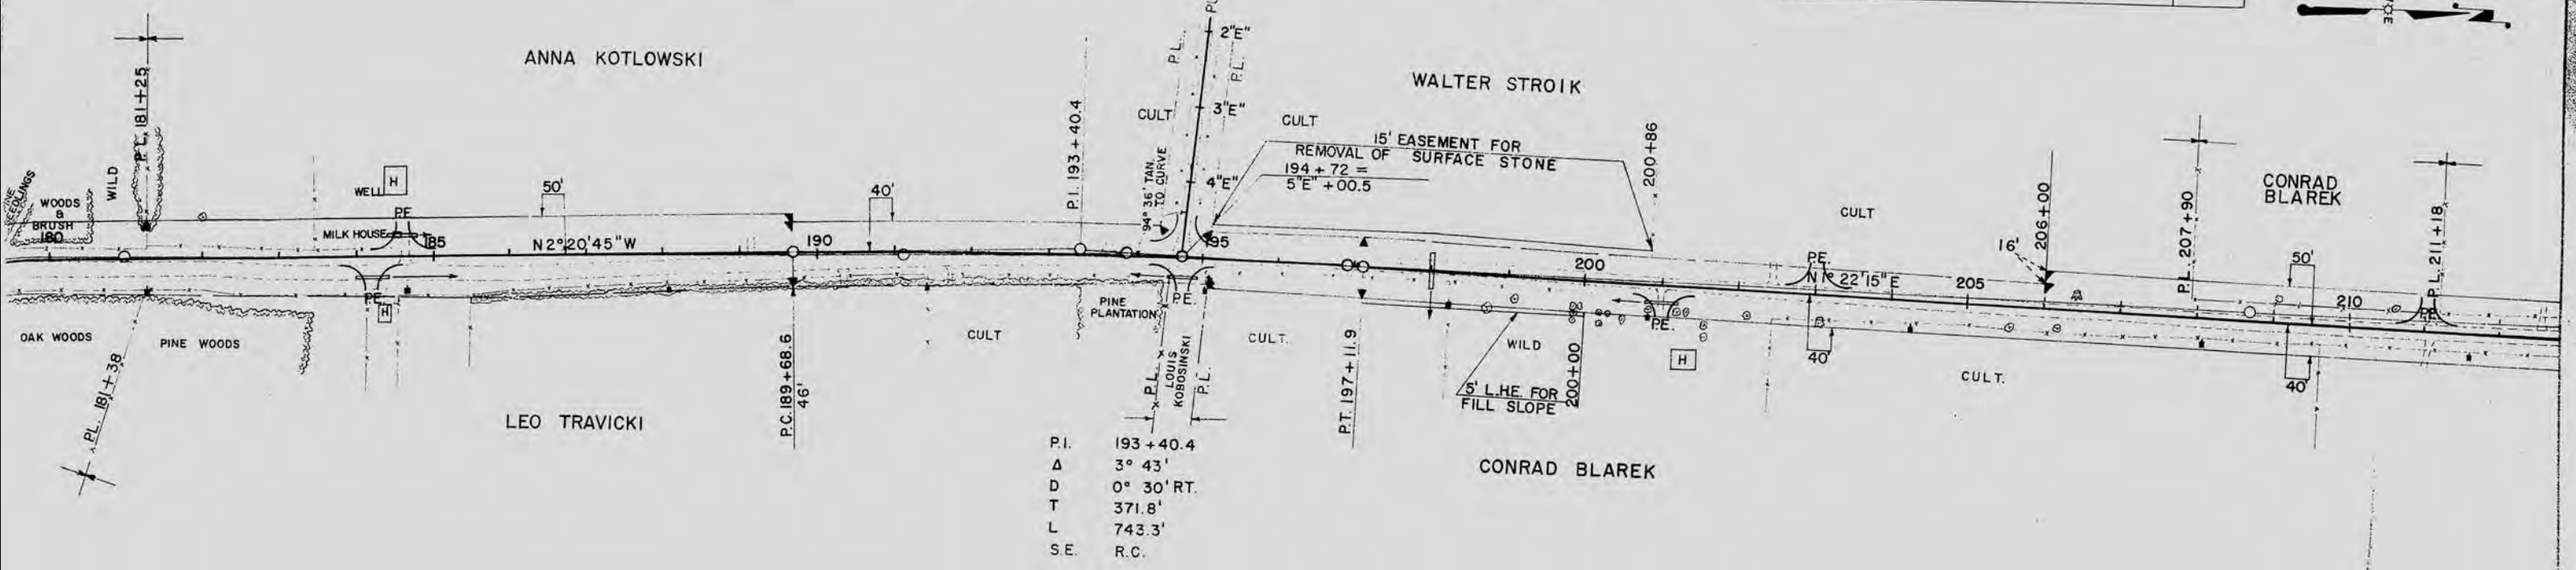 ANNA KOTLOWSKI
WALTER STROIK
CONRAD
BLAREK
LEO TRAVICKI
CONRAD BLAREK
LOUIS
KOBOSINSKI
P.L. 181+25
WILD
WOODS
&
BRUSH
180
SEEDLINGS
OAK WOODS
PINE WOODS
P.L. 181+38
WELL
H
P.E.
MILK HOUSE
185
P.E.
H
50'
N 2° 20' 45" W
190
40'
P.C. 189+68.6
46'
CULT
P.I. 193+40.4
CULT
94° 36' TAN.
TO CURVE
P.L.
P.L.
2"E"
3"E"
4"E"
195
PINE
PLANTATION
P.E.
P.L.
P.L.
CULT
15' EASEMENT FOR
REMOVAL OF SURFACE STONE
194+72 =
5"E"+00.5
200+86
CULT.
P.T. 197+11.9
200
WILD
5' L.H.E. FOR
FILL SLOPE
200+00
P.E.
H
CULT
P.E.
N 1° 22' 15" E
205
40'
16'
206+00
CULT.
P.L. 207+90
50'
210
40'
P.L. 211+18
P.E.
E
P.I. 193+40.4
Δ 3° 43'
D 0° 30' RT.
T 371.8'
L 743.3'
S.E. R.C.